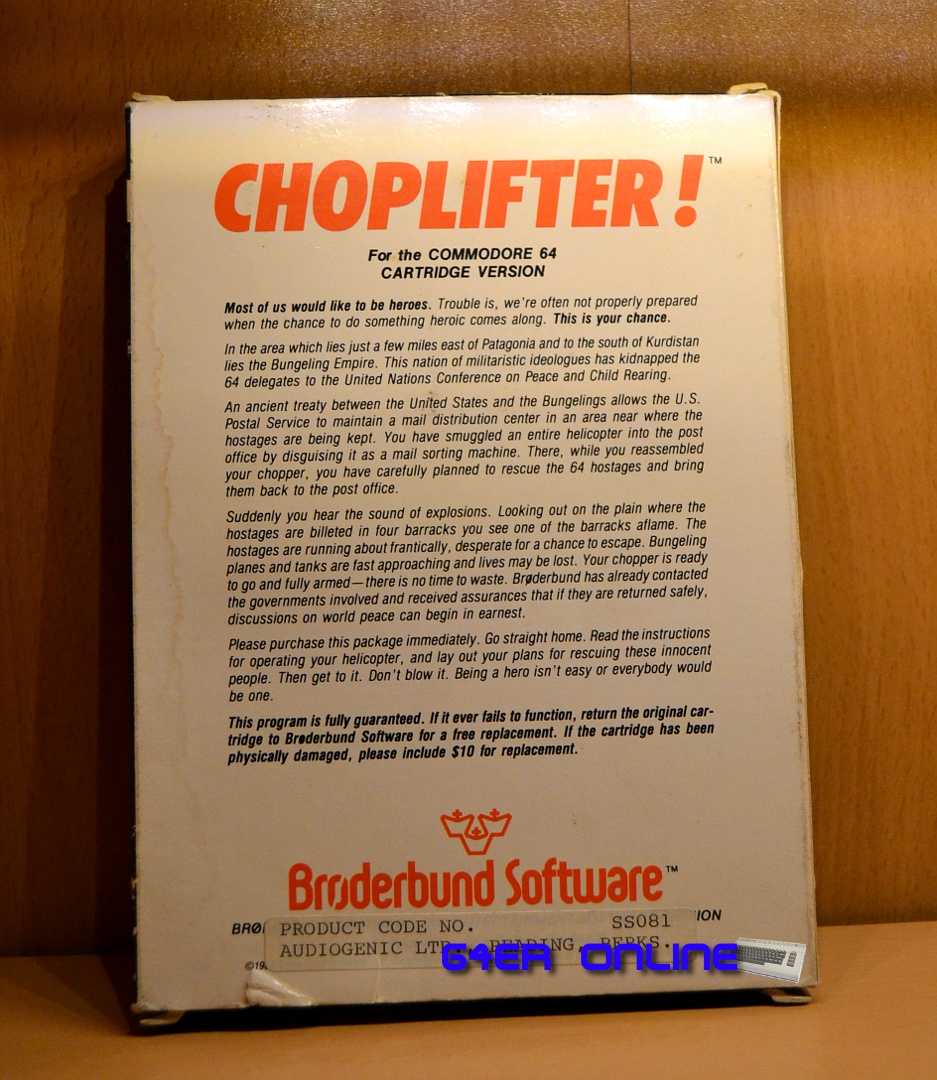 CHOPLIFTER!™
For the COMMODORE 64
CARTRIDGE VERSION
Most of us would like to be heroes. Trouble is, we're often not properly prepared
when the chance to do something heroic comes along. This is your chance.
In the area which lies just a few miles east of Patagonia and to the south of Kurdistan
lies the Bungeling Empire. This nation of militaristic ideologues has kidnapped the
64 delegates to the United Nations Conference on Peace and Child Rearing.
An ancient treaty between the United States and the Bungelings allows the U.S.
Postal Service to maintain a mail distribution center in an area near where the
hostages are being kept. You have smuggled an entire helicopter into the post
office by disguising it as a mail sorting machine. There, while you reassembled
your chopper, you have carefully planned to rescue the 64 hostages and bring
them back to the post office.
Suddenly you hear the sound of explosions. Looking out on the plain where the
hostages are billeted in four barracks you see one of the barracks aflame. The
hostages are running about frantically, desperate for a chance to escape. Bungeling
planes and tanks are fast approaching and lives may be lost. Your chopper is ready
to go and fully armed—there is no time to waste. Brøderbund has already contacted
the governments involved and received assurances that if they are returned safely,
discussions on world peace can begin in earnest.
Please purchase this package immediately. Go straight home. Read the instructions
for operating your helicopter, and lay out your plans for rescuing these innocent
people. Then get to it. Don't blow it. Being a hero isn't easy or everybody would
be one.
This program is fully guaranteed. If it ever fails to function, return the original car-
tridge to Brøderbund Software for a free replacement. If the cartridge has been
physically damaged, please include $10 for replacement.
Brøderbund Software™
PRODUCT CODE NO. SS081
AUDIOGENIC LTD., READING, BERKS.
64ER ONLINE